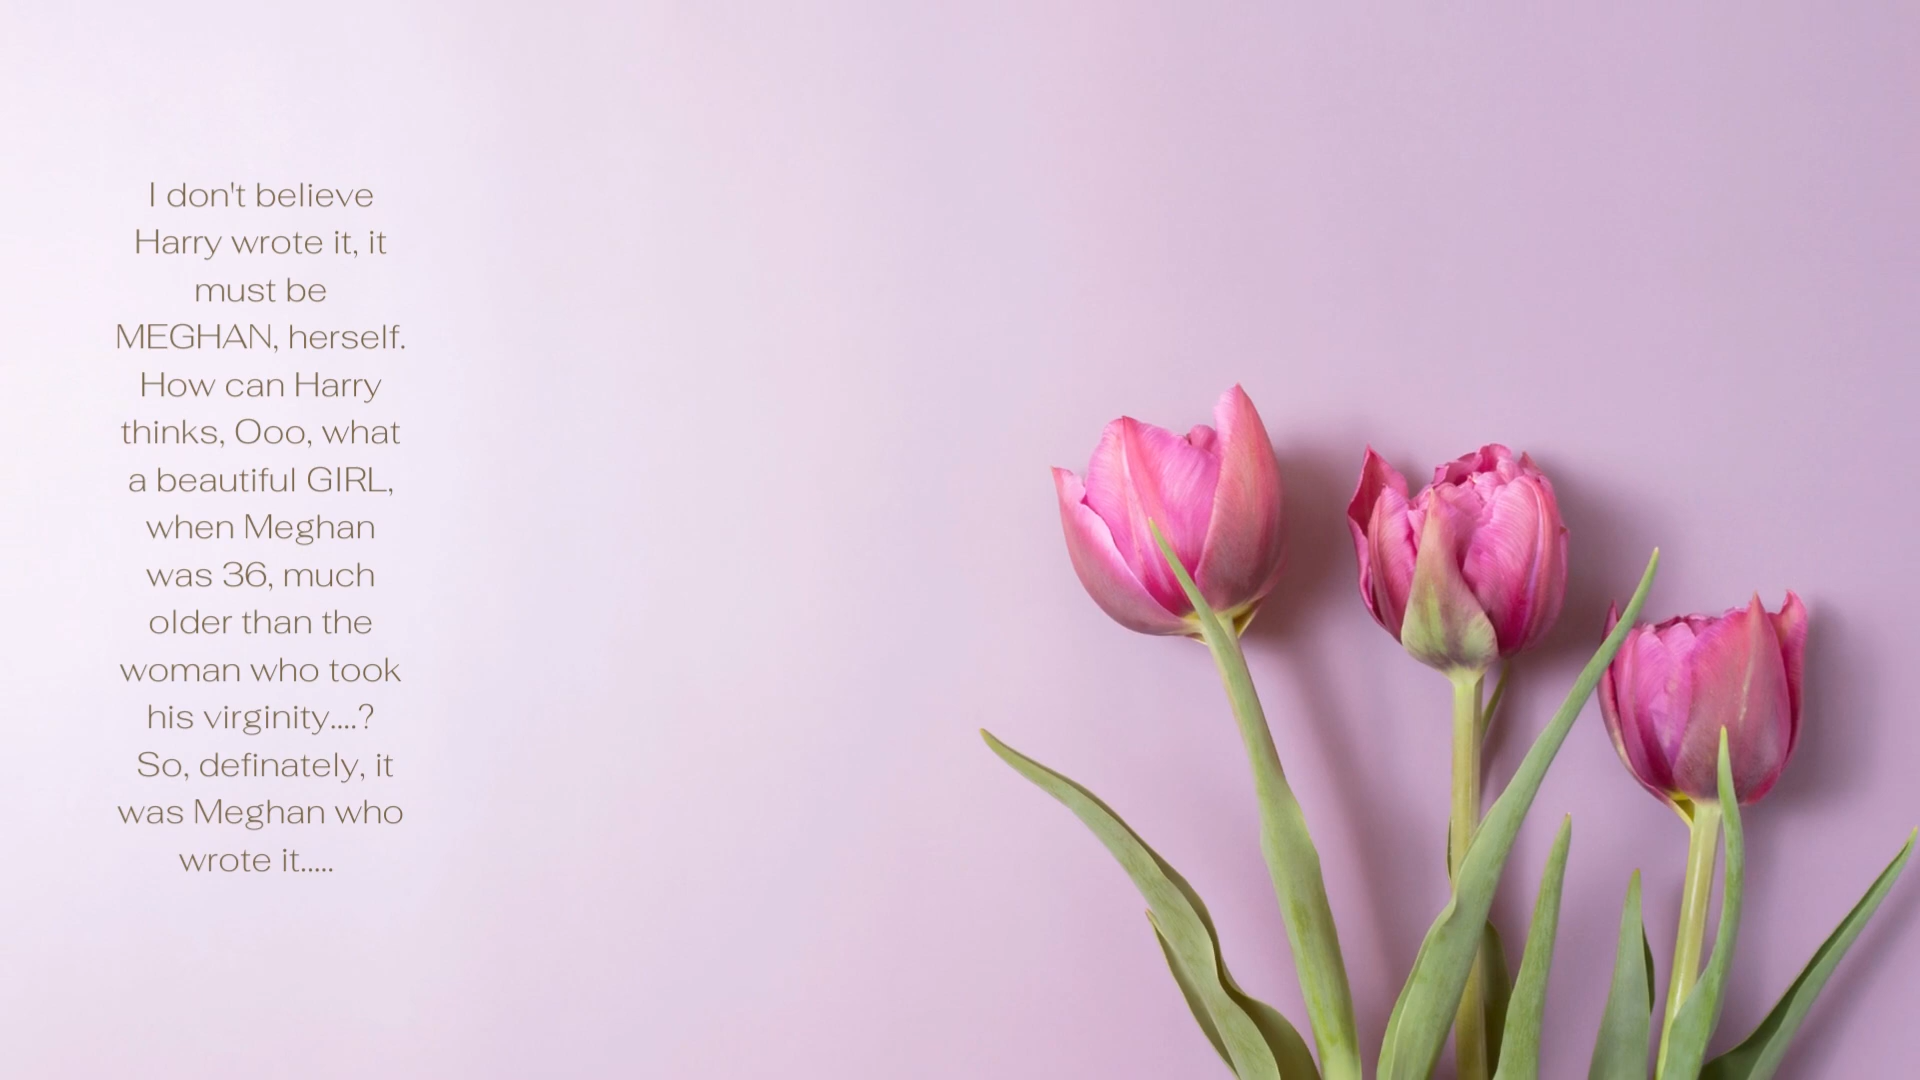 I don't believe
Harry wrote it, it
must be
MEGHAN, herself.
How can Harry
thinks, Ooo, what
a beautiful GIRL,
when Meghan
was 36, much
older than the
woman who took
his virginity....?
So, definately, it
was Meghan who
wrote it.....